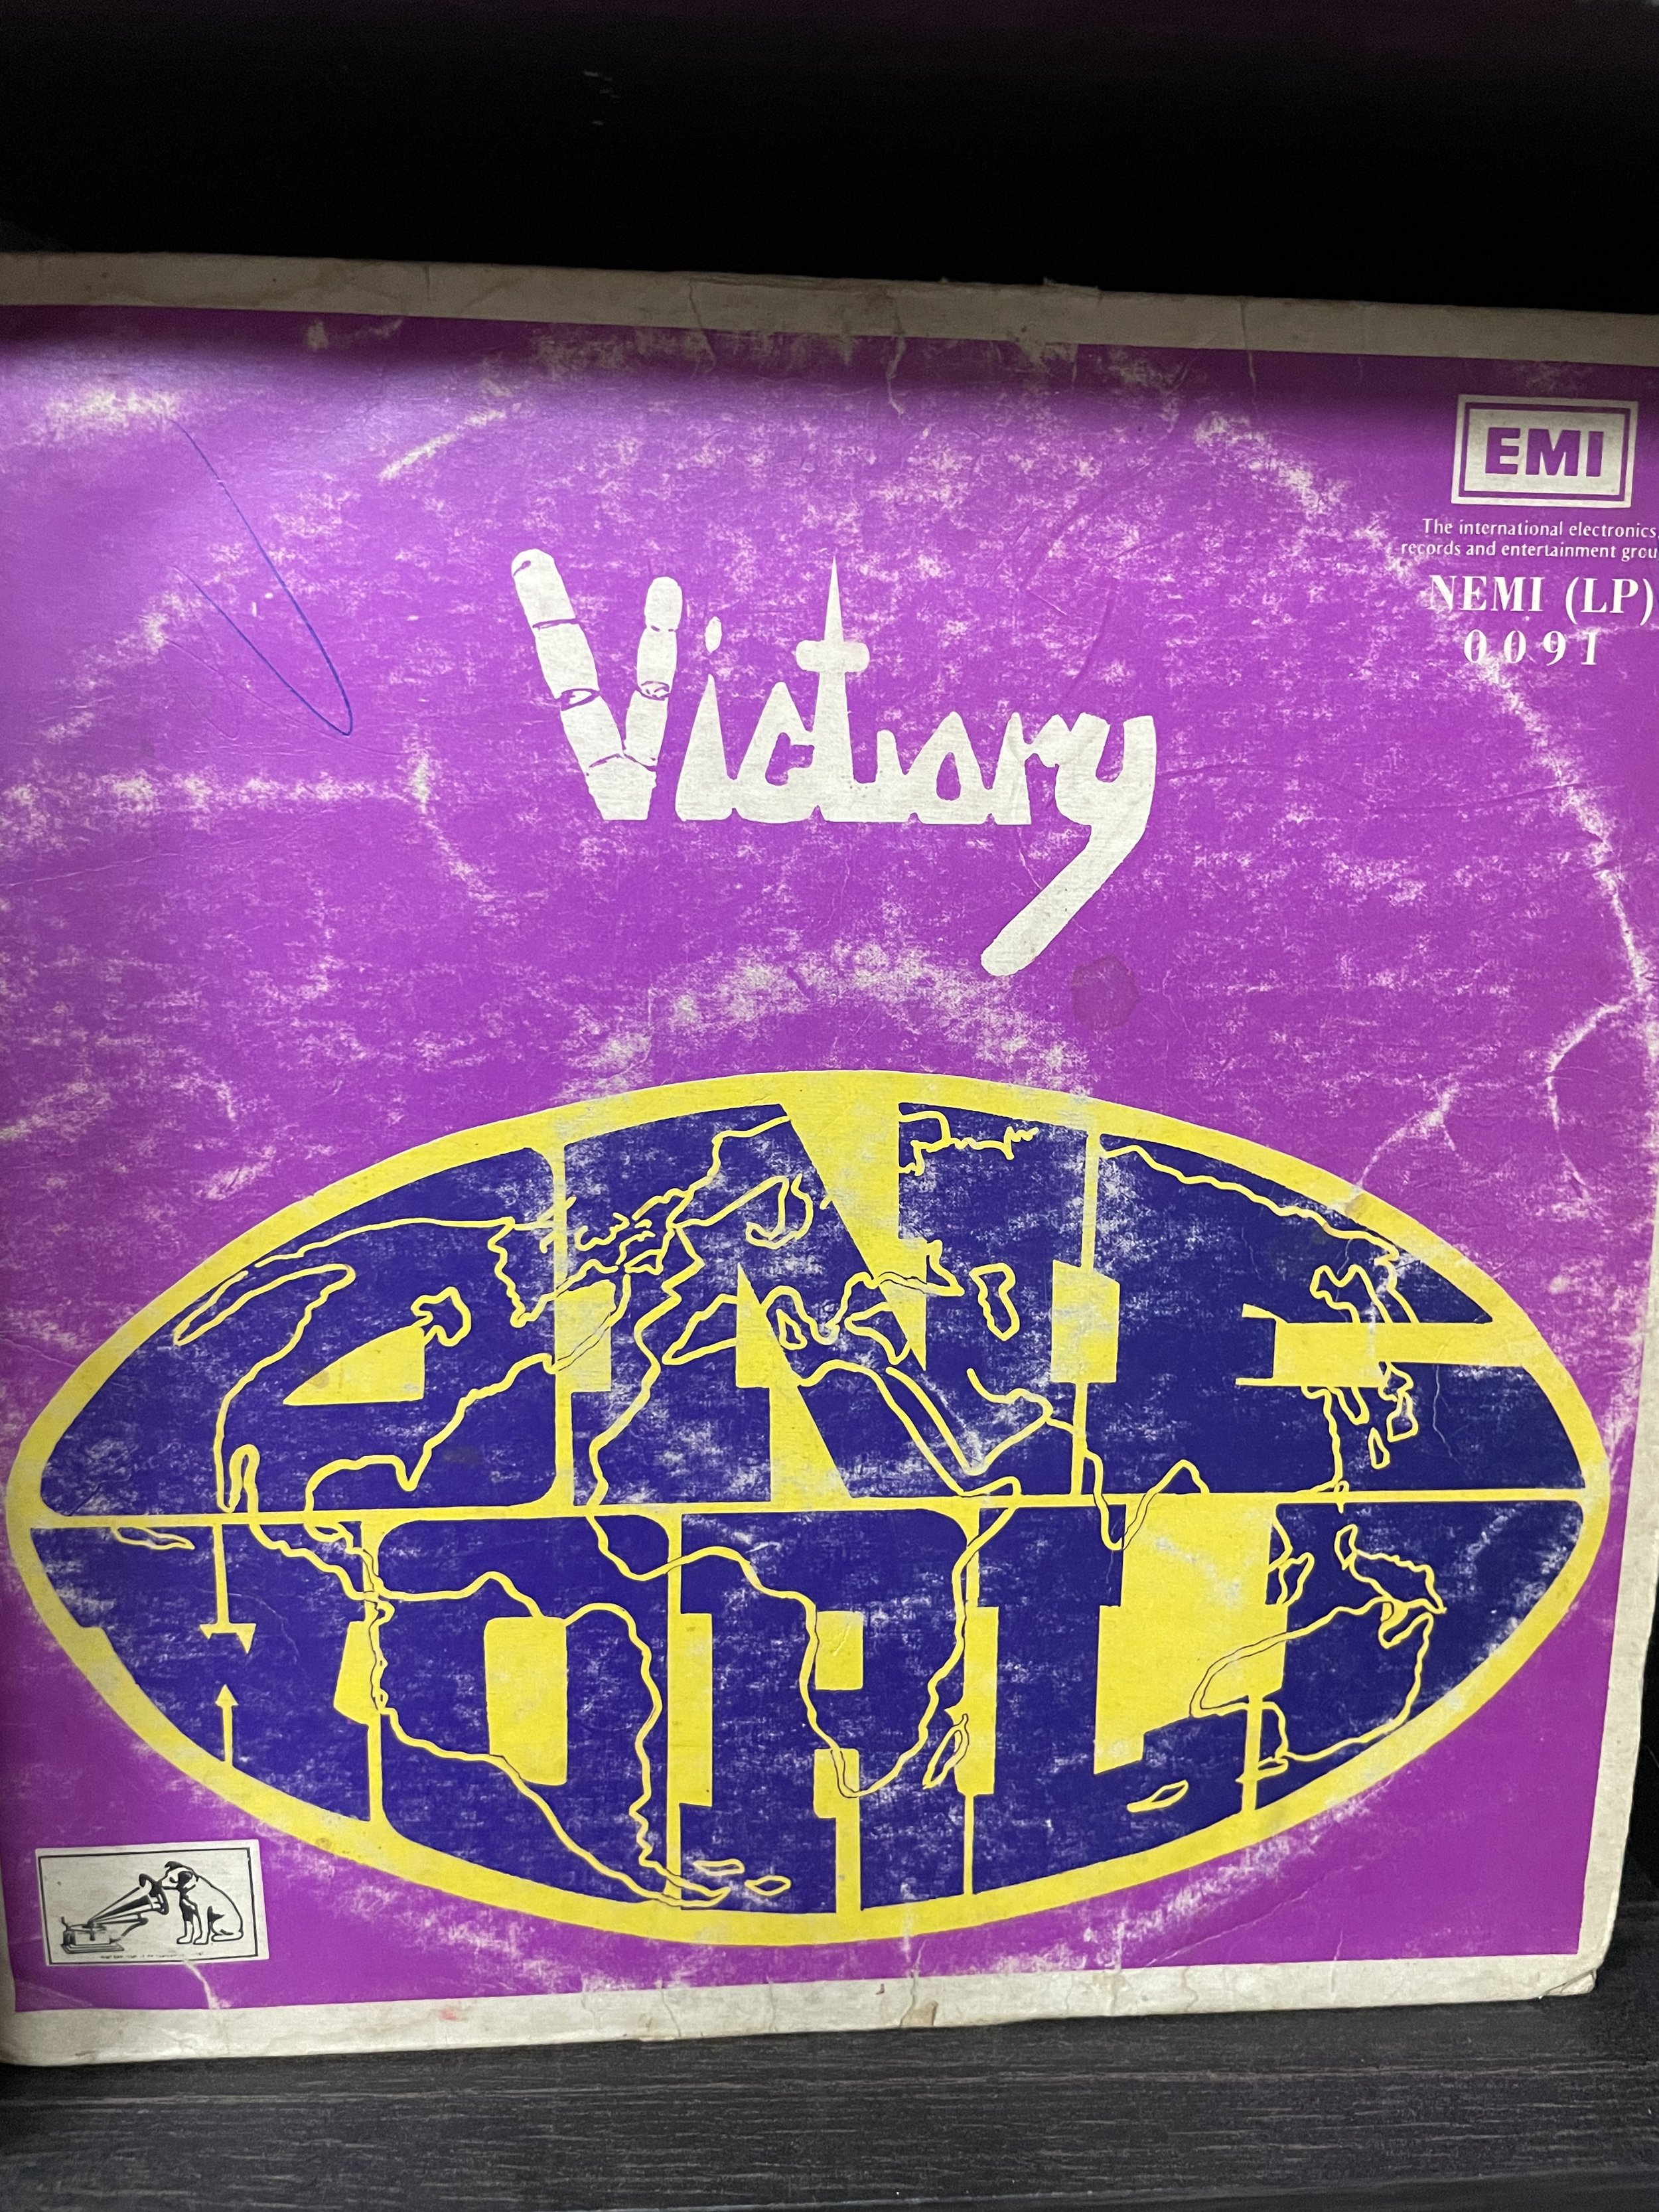 EMI
The international electronics,
records and entertainment grou
NEMI (LP)
0091
Victory
ONE
WORLD